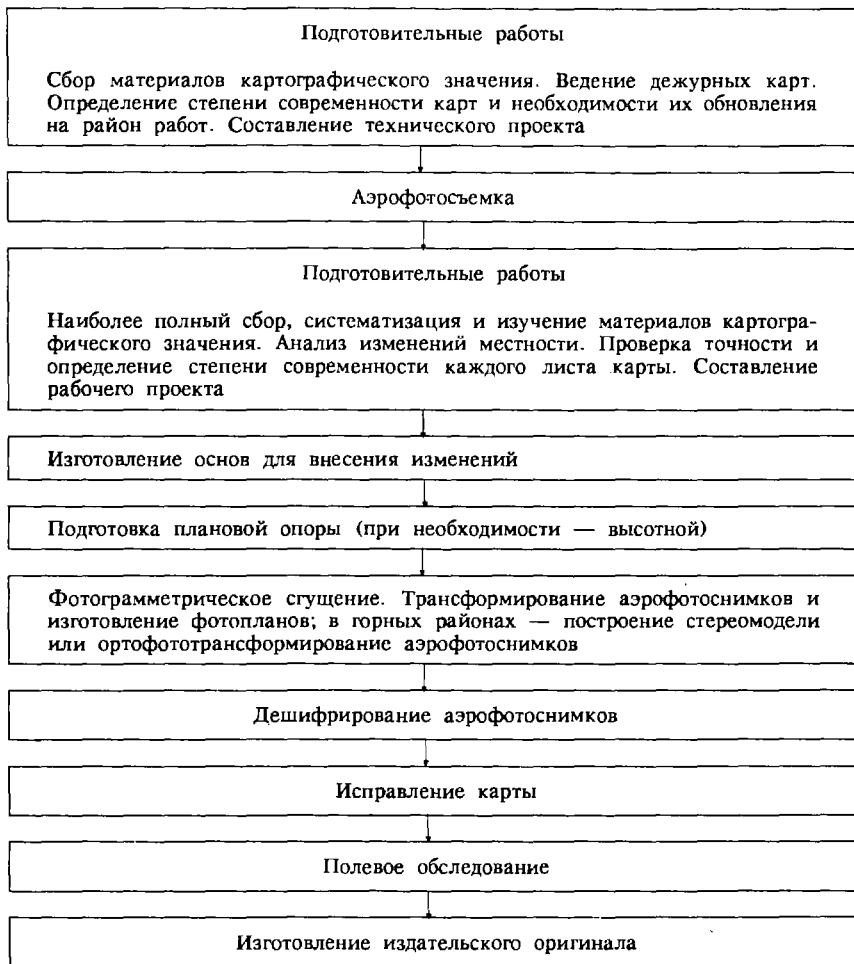 Подготовительные работы
Сбор материалов картографического значения. Ведение дежурных карт.
Определение степени современности карт и необходимости их обновления
на район работ. Составление технического проекта
Аэрофотосъемка
Подготовительные работы
Наиболее полный сбор, систематизация и изучение материалов картогра-
фического значения. Анализ изменений местности. Проверка точности и
определение степени современности каждого листа карты. Составление
рабочего проекта
Изготовление основ для внесения изменений
Подготовка плановой опоры (при необходимости — высотной)
Фотограмметрическое сгущение. Трансформирование аэрофотоснимков и
изготовление фотопланов; в горных районах — построение стереомодели
или ортофототрансформирование аэрофотоснимков
Дешифрирование аэрофотоснимков
Исправление карты
Полевое обследование
Изготовление издательского оригинала